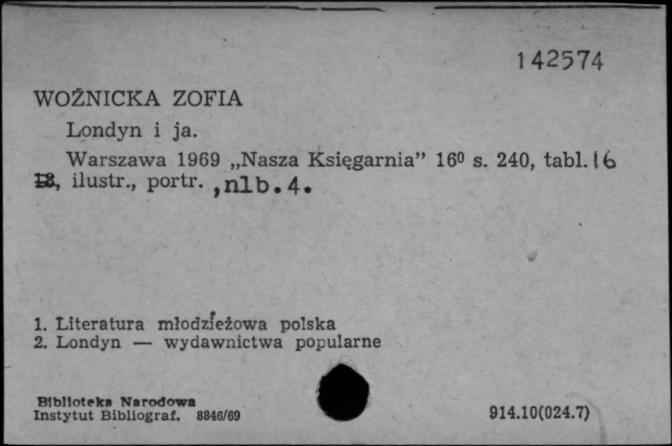 142574
WOŹNICKA ZOFIA
Londyn i ja.
Warszawa 1969 „Nasza Księgarnia” 16⁰ s. 240, tabl. 16
18, ilustr., portr. ,nlb.4.
1. Literatura młodzieżowa polska
2. Londyn — wydawnictwa popularne
Biblioteka Narodowa
Instytut Bibliograf. 8846/69
914.10(024.7)